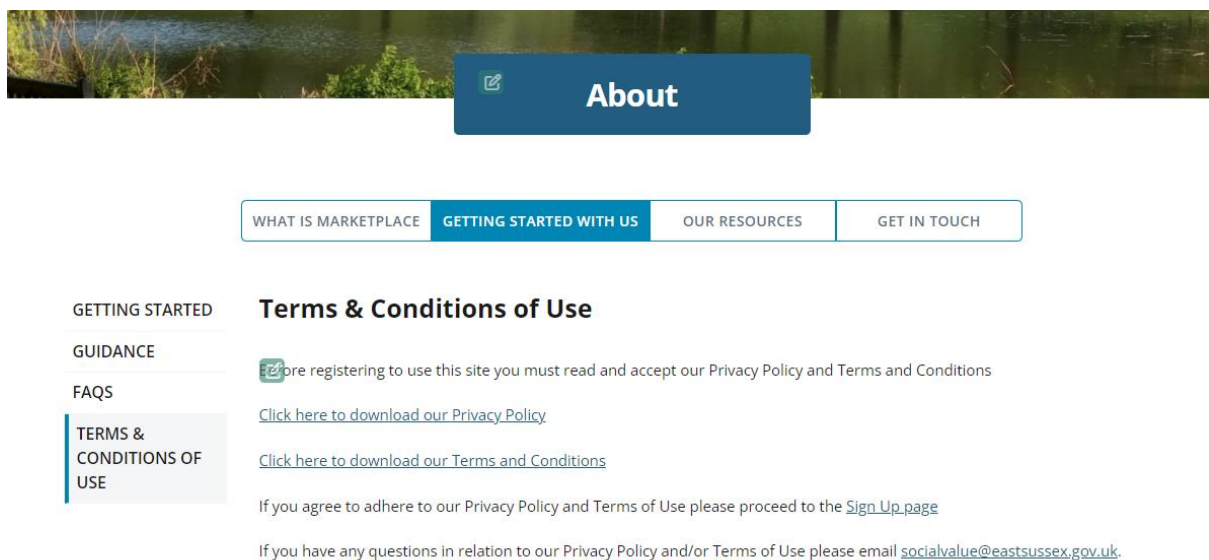 About
WHAT IS MARKETPLACE
GETTING STARTED WITH US
OUR RESOURCES
GET IN TOUCH
GETTING STARTED
GUIDANCE
FAQS
TERMS &
CONDITIONS OF
USE
Terms & Conditions of Use
Before registering to use this site you must read and accept our Privacy Policy and Terms and Conditions
Click here to download our Privacy Policy
Click here to download our Terms and Conditions
If you agree to adhere to our Privacy Policy and Terms of Use please proceed to the Sign Up page
If you have any questions in relation to our Privacy Policy and/or Terms of Use please email socialvalue@eastsussex.gov.uk.